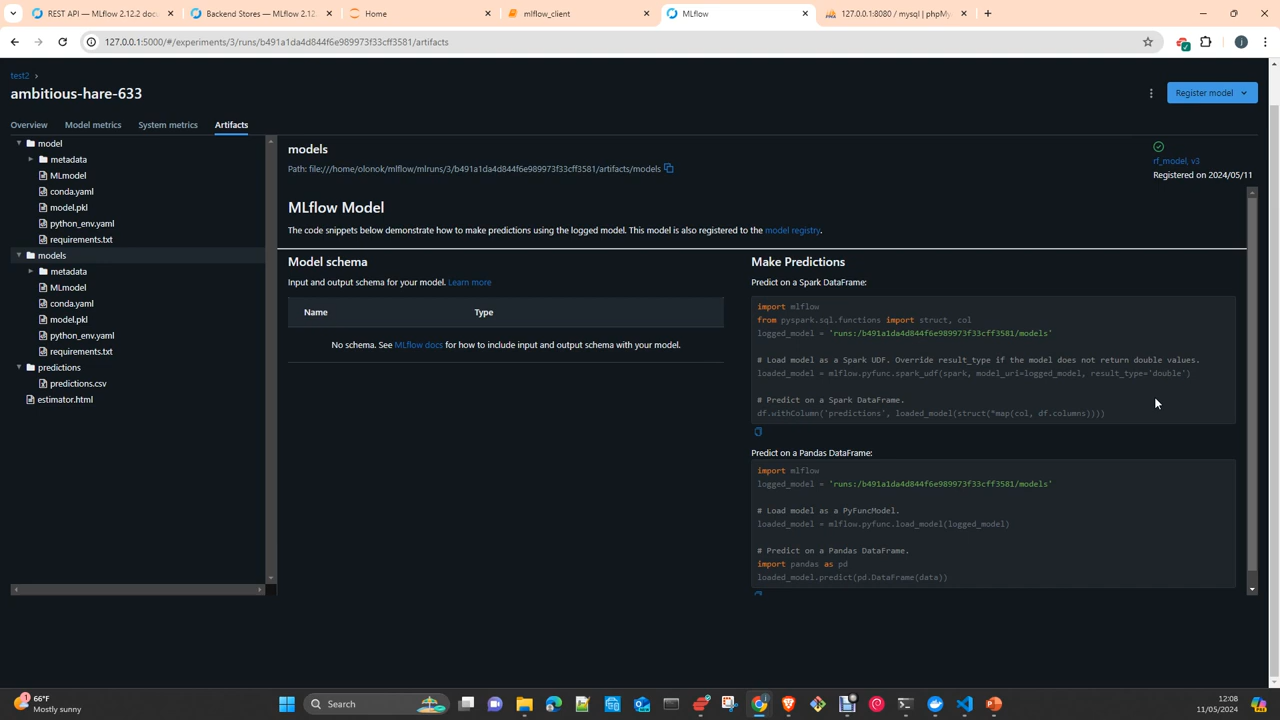 REST API — MLflow 2.12.2 docu
Backend Stores — MLflow 2.12.
Home
mlflow_client
MLflow
127.0.0.1:8080 / mysql | phpMy
127.0.0.1:5000/#/experiments/3/runs/b491a1da4d844f6e989973f33cff3581/artifacts
test2
ambitious-hare-633
Register model
Overview
Model metrics
System metrics
Artifacts
model
metadata
MLmodel
conda.yaml
model.pkl
python_env.yaml
requirements.txt
models
metadata
MLmodel
conda.yaml
model.pkl
python_env.yaml
requirements.txt
predictions
predictions.csv
estimator.html
models
Path: file:///home/olonok/mlflow/mlruns/3/b491a1da4d844f6e989973f33cff3581/artifacts/models
rf_model, v3
Registered on 2024/05/11
MLflow Model
The code snippets below demonstrate how to make predictions using the logged model. This model is also registered to the model registry.
Model schema
Input and output schema for your model. Learn more
Name Type
No schema. See MLflow docs for how to include input and output schema with your model.
Make Predictions
Predict on a Spark DataFrame:
import mlflow
from pyspark.sql.functions import struct, col
logged_model = 'runs:/b491a1da4d844f6e989973f33cff3581/models'
# Load model as a Spark UDF. Override result_type if the model does not return double values.
loaded_model = mlflow.pyfunc.spark_udf(spark, model_uri=logged_model, result_type='double')
# Predict on a Spark DataFrame.
df.withColumn('predictions', loaded_model(struct(*map(col, df.columns))))
Predict on a Pandas DataFrame:
import mlflow
logged_model = 'runs:/b491a1da4d844f6e989973f33cff3581/models'
# Load model as a PyFuncModel.
loaded_model = mlflow.pyfunc.load_model(logged_model)
# Predict on a Pandas DataFrame.
import pandas as pd
loaded_model.predict(pd.DataFrame(data))
1
66°F
Mostly sunny
Search
12:08
11/05/2024